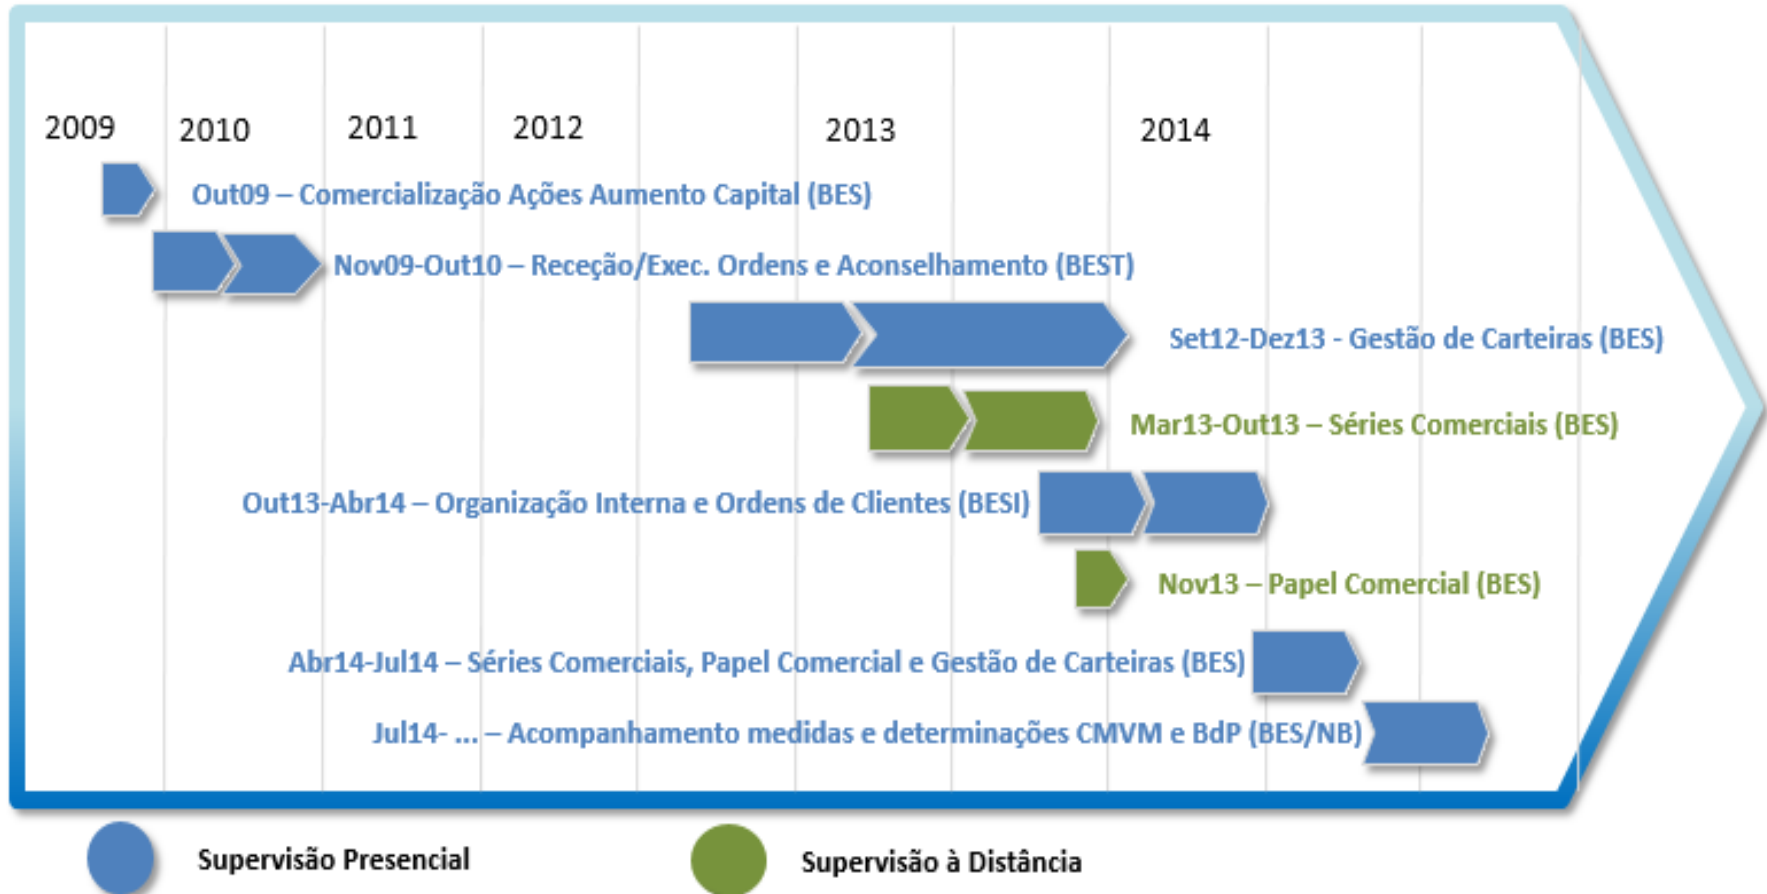 2009 2010 2011 2012 2013 2014
Out09 – Comercialização Ações Aumento Capital (BES)
Nov09-Out10 – Receção/Exec. Ordens e Aconselhamento (BEST)
Set12-Dez13 - Gestão de Carteiras (BES)
Mar13-Out13 – Séries Comerciais (BES)
Out13-Abr14 – Organização Interna e Ordens de Clientes (BESI)
Nov13 – Papel Comercial (BES)
Abr14-Jul14 – Séries Comerciais, Papel Comercial e Gestão de Carteiras (BES)
Jul14- ... – Acompanhamento medidas e determinações CMVM e BdP (BES/NB)
Supervisão Presencial
Supervisão à Distância